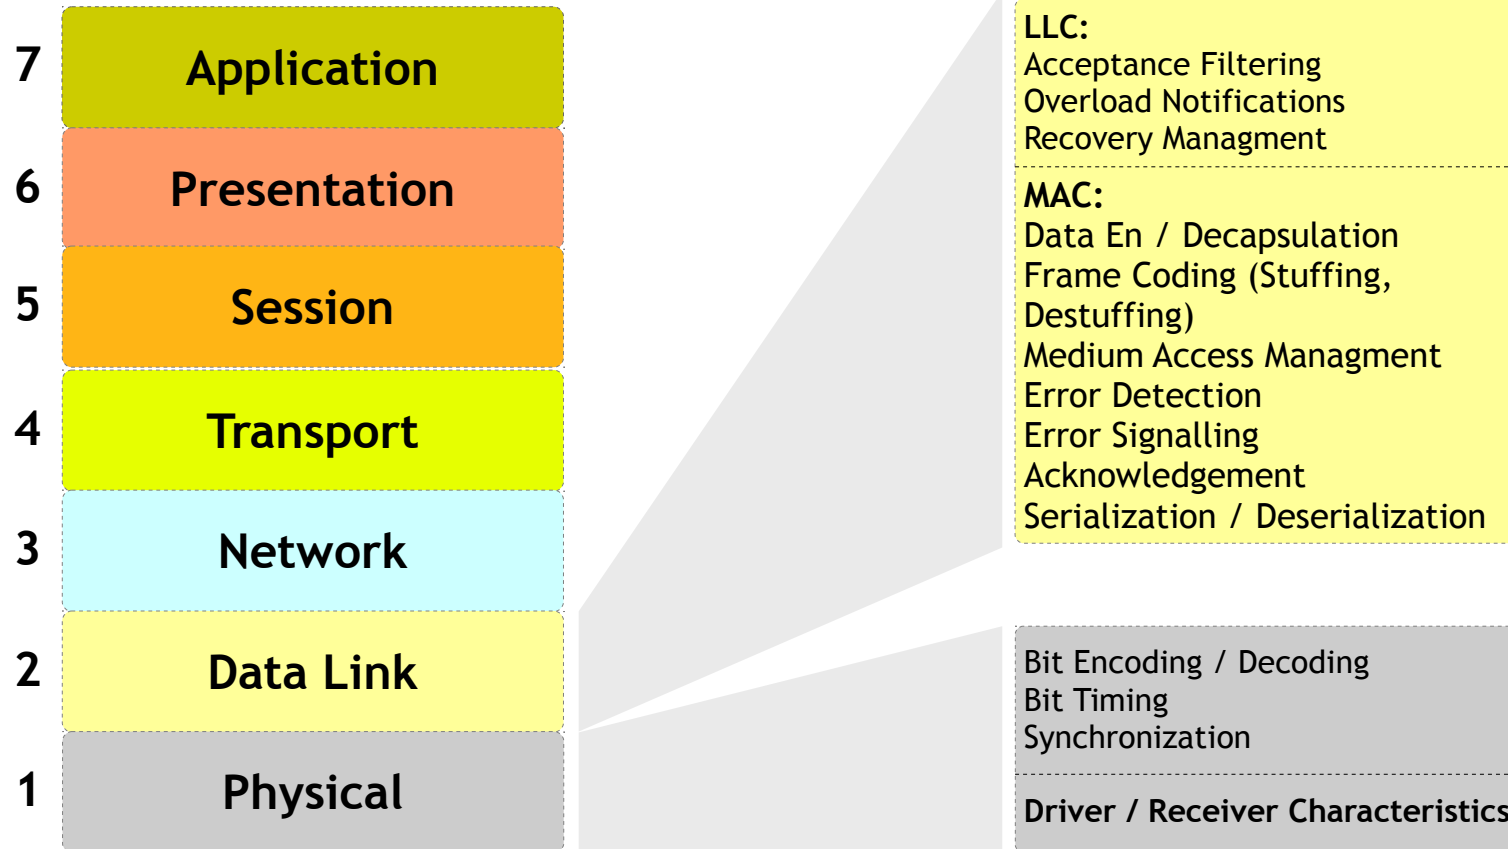 7
Application
6
Presentation
5
Session
4
Transport
3
Network
2
Data Link
1
Physical
LLC:
Acceptance Filtering
Overload Notifications
Recovery Managment
MAC:
Data En / Decapsulation
Frame Coding (Stuffing,
Destuffing)
Medium Access Managment
Error Detection
Error Signalling
Acknowledgement
Serialization / Deserialization
Bit Encoding / Decoding
Bit Timing
Synchronization
Driver / Receiver Characteristics